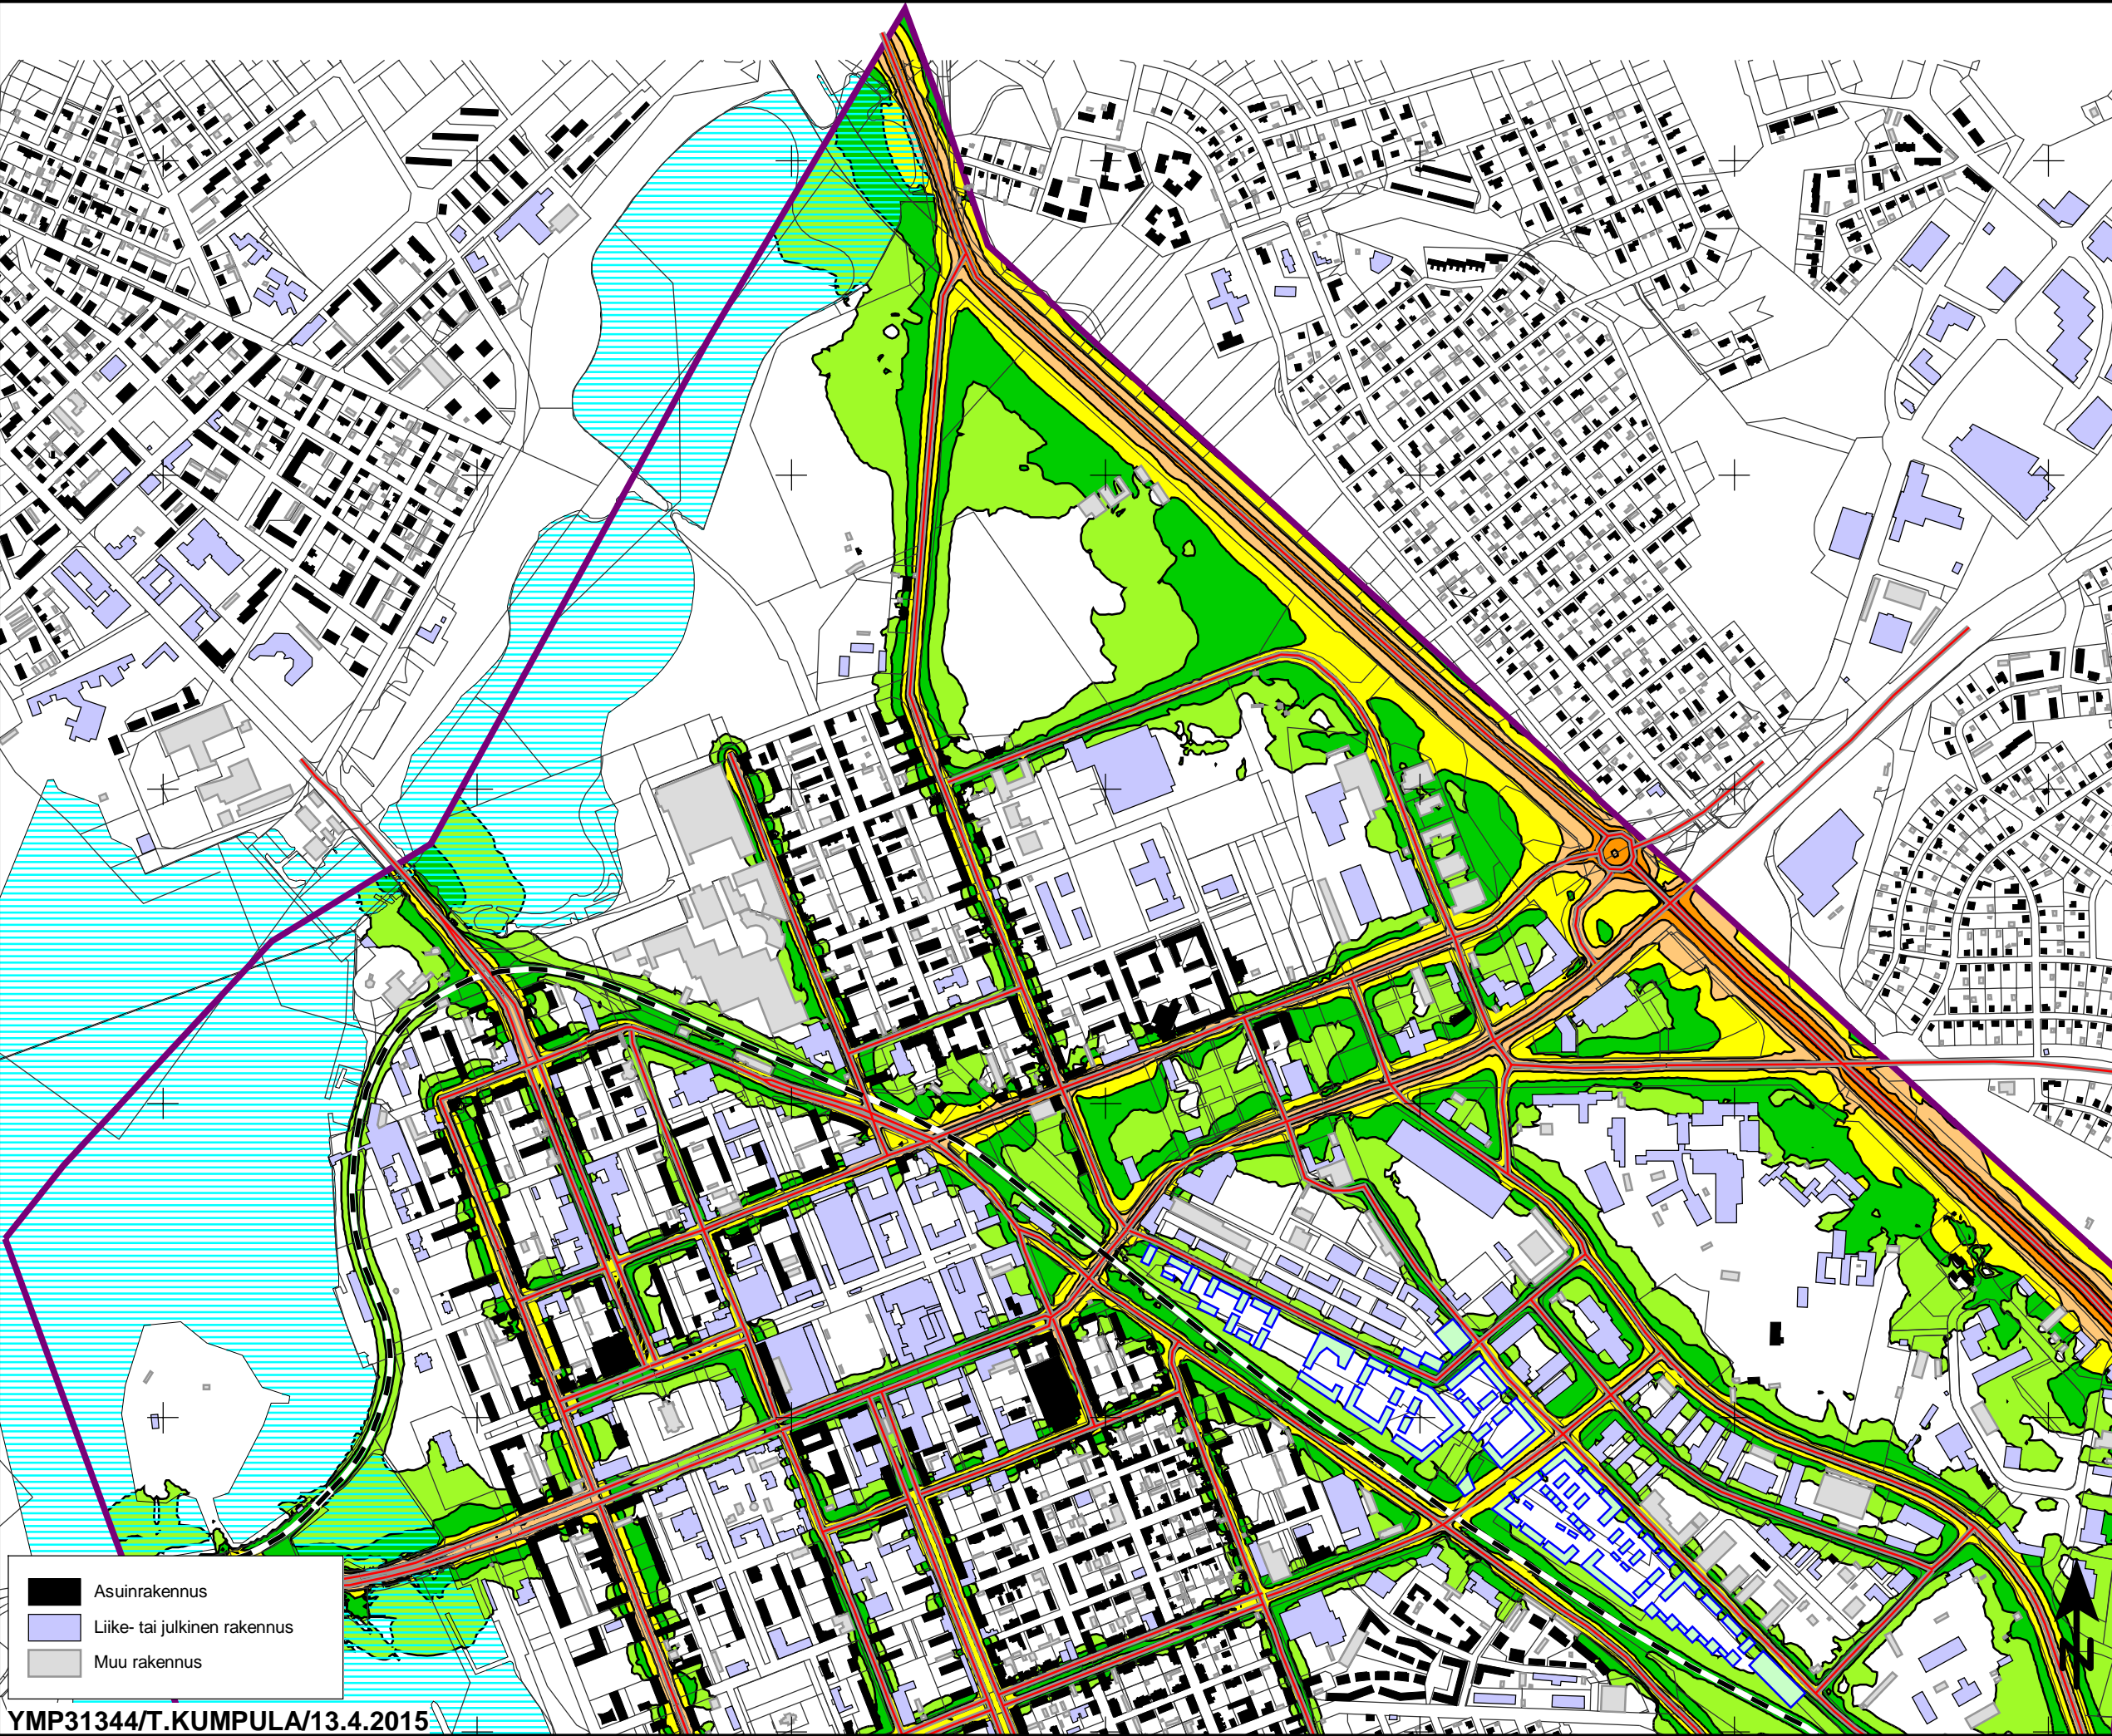 Asuinrakennus
Liike- tai julkinen rakennus
Muu rakennus
N
YMP31344/T.KUMPULA/13.4.2015